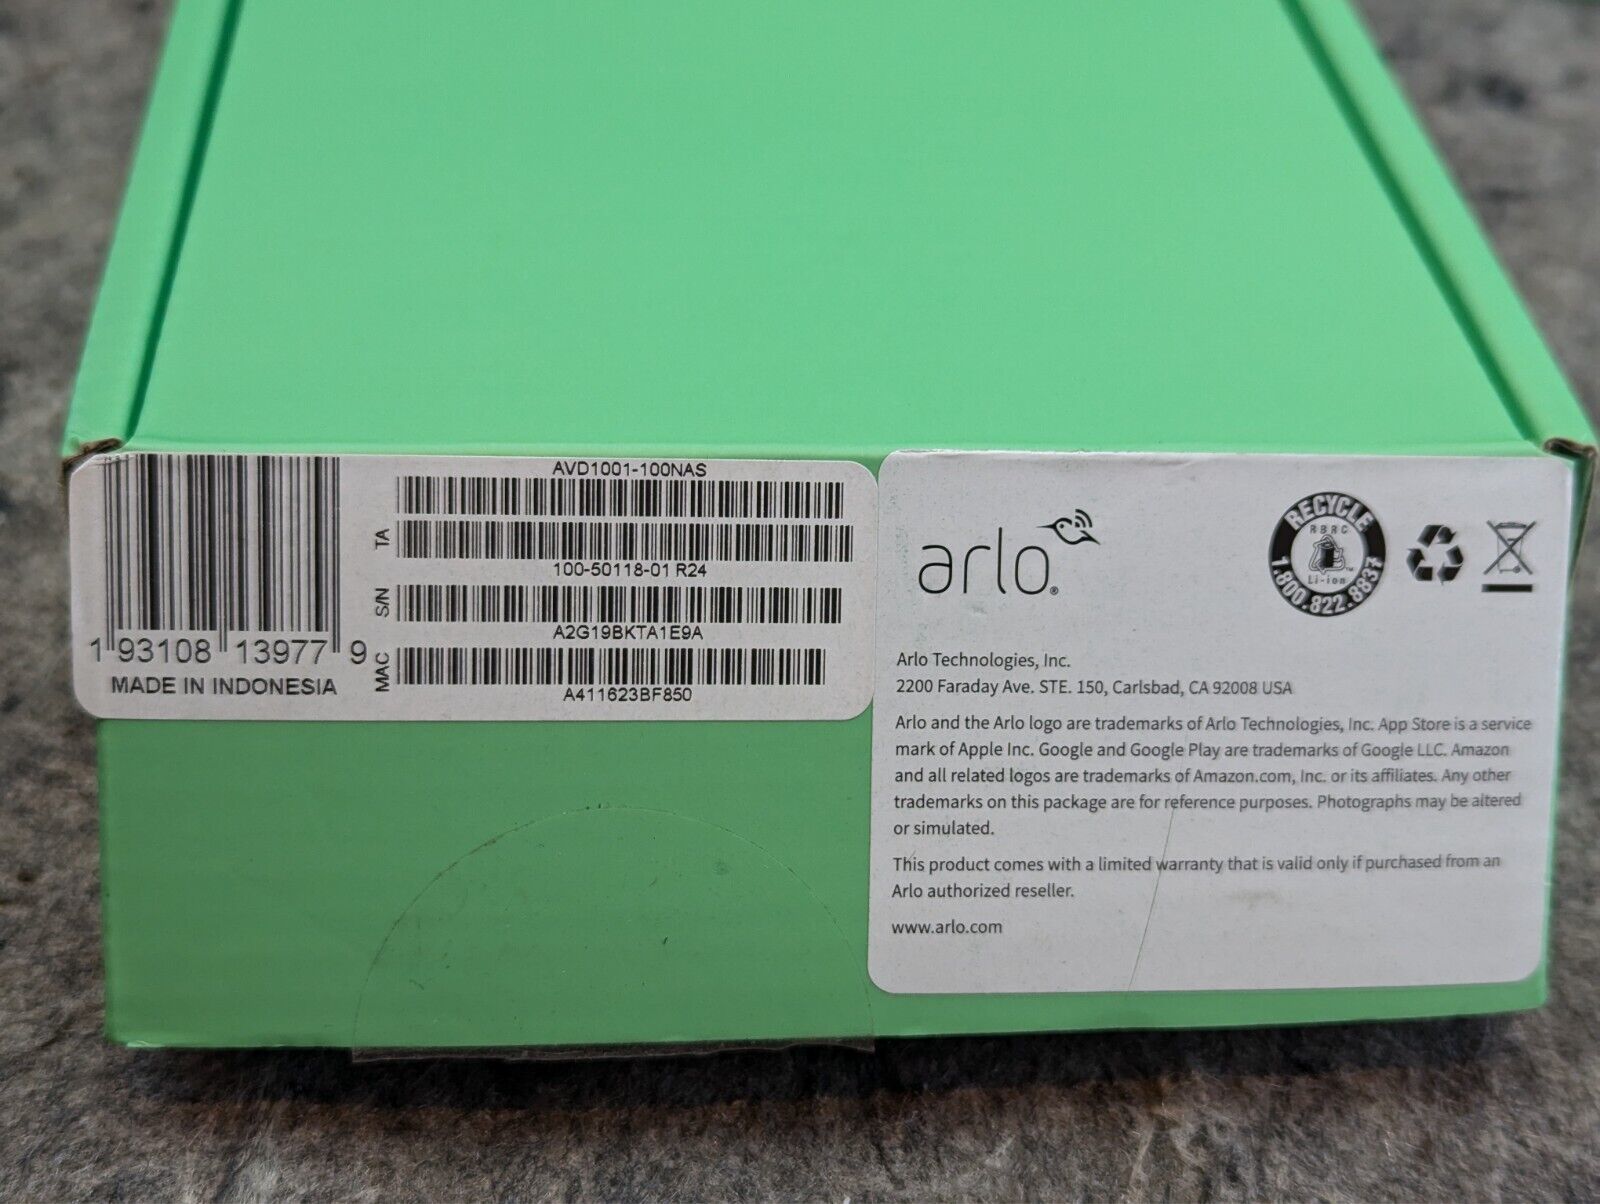 AVD1001-100NAS
TA
100-50118-01 R24
S/N
A2G19BKTA1E9A
MAC
A411623BF850
1 93108 13977 9
MADE IN INDONESIA
arlo®
RECYCLE
RBRC
Li-ion
1.800.822.8837
Arlo Technologies, Inc.
2200 Faraday Ave. STE. 150, Carlsbad, CA 92008 USA
Arlo and the Arlo logo are trademarks of Arlo Technologies, Inc. App Store is a service
mark of Apple Inc. Google and Google Play are trademarks of Google LLC. Amazon
and all related logos are trademarks of Amazon.com, Inc. or its affiliates. Any other
trademarks on this package are for reference purposes. Photographs may be altered
or simulated.
This product comes with a limited warranty that is valid only if purchased from an
Arlo authorized reseller.
www.arlo.com